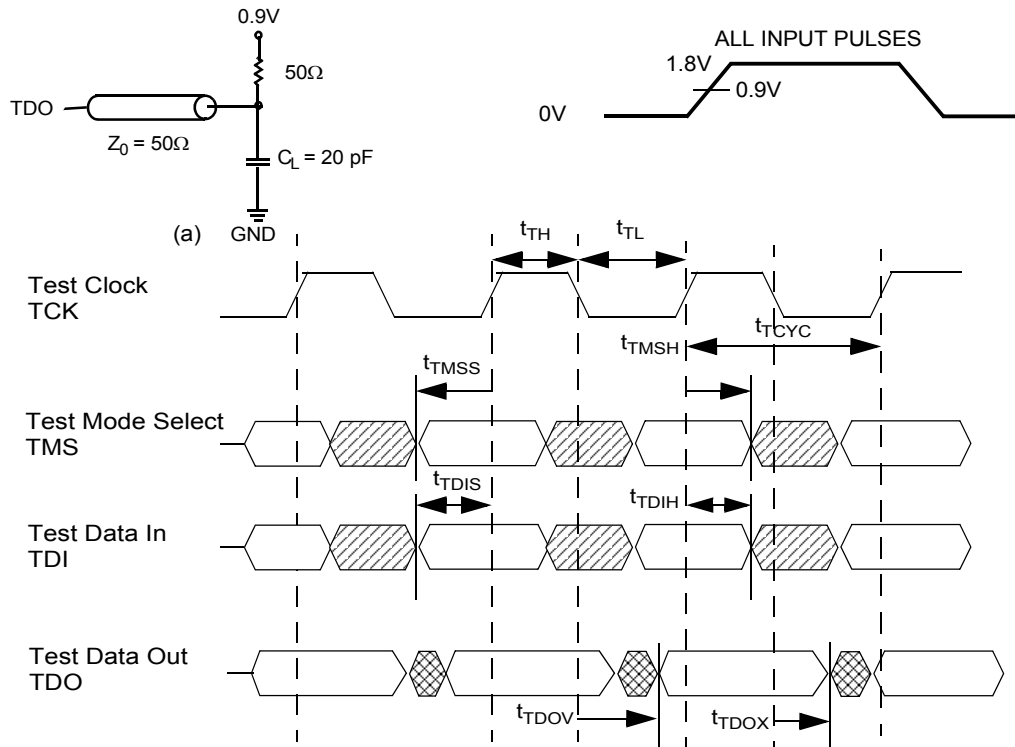 0.9V
50Ω
TDO
Z0 = 50Ω
CL = 20 pF
(a) GND
ALL INPUT PULSES
1.8V
0.9V
0V
tTH
tTL
Test Clock
TCK
tTCYC
tTMSH
tTMSS
Test Mode Select
TMS
tTDIS
tTDIH
Test Data In
TDI
Test Data Out
TDO
tTDOV
tTDOX